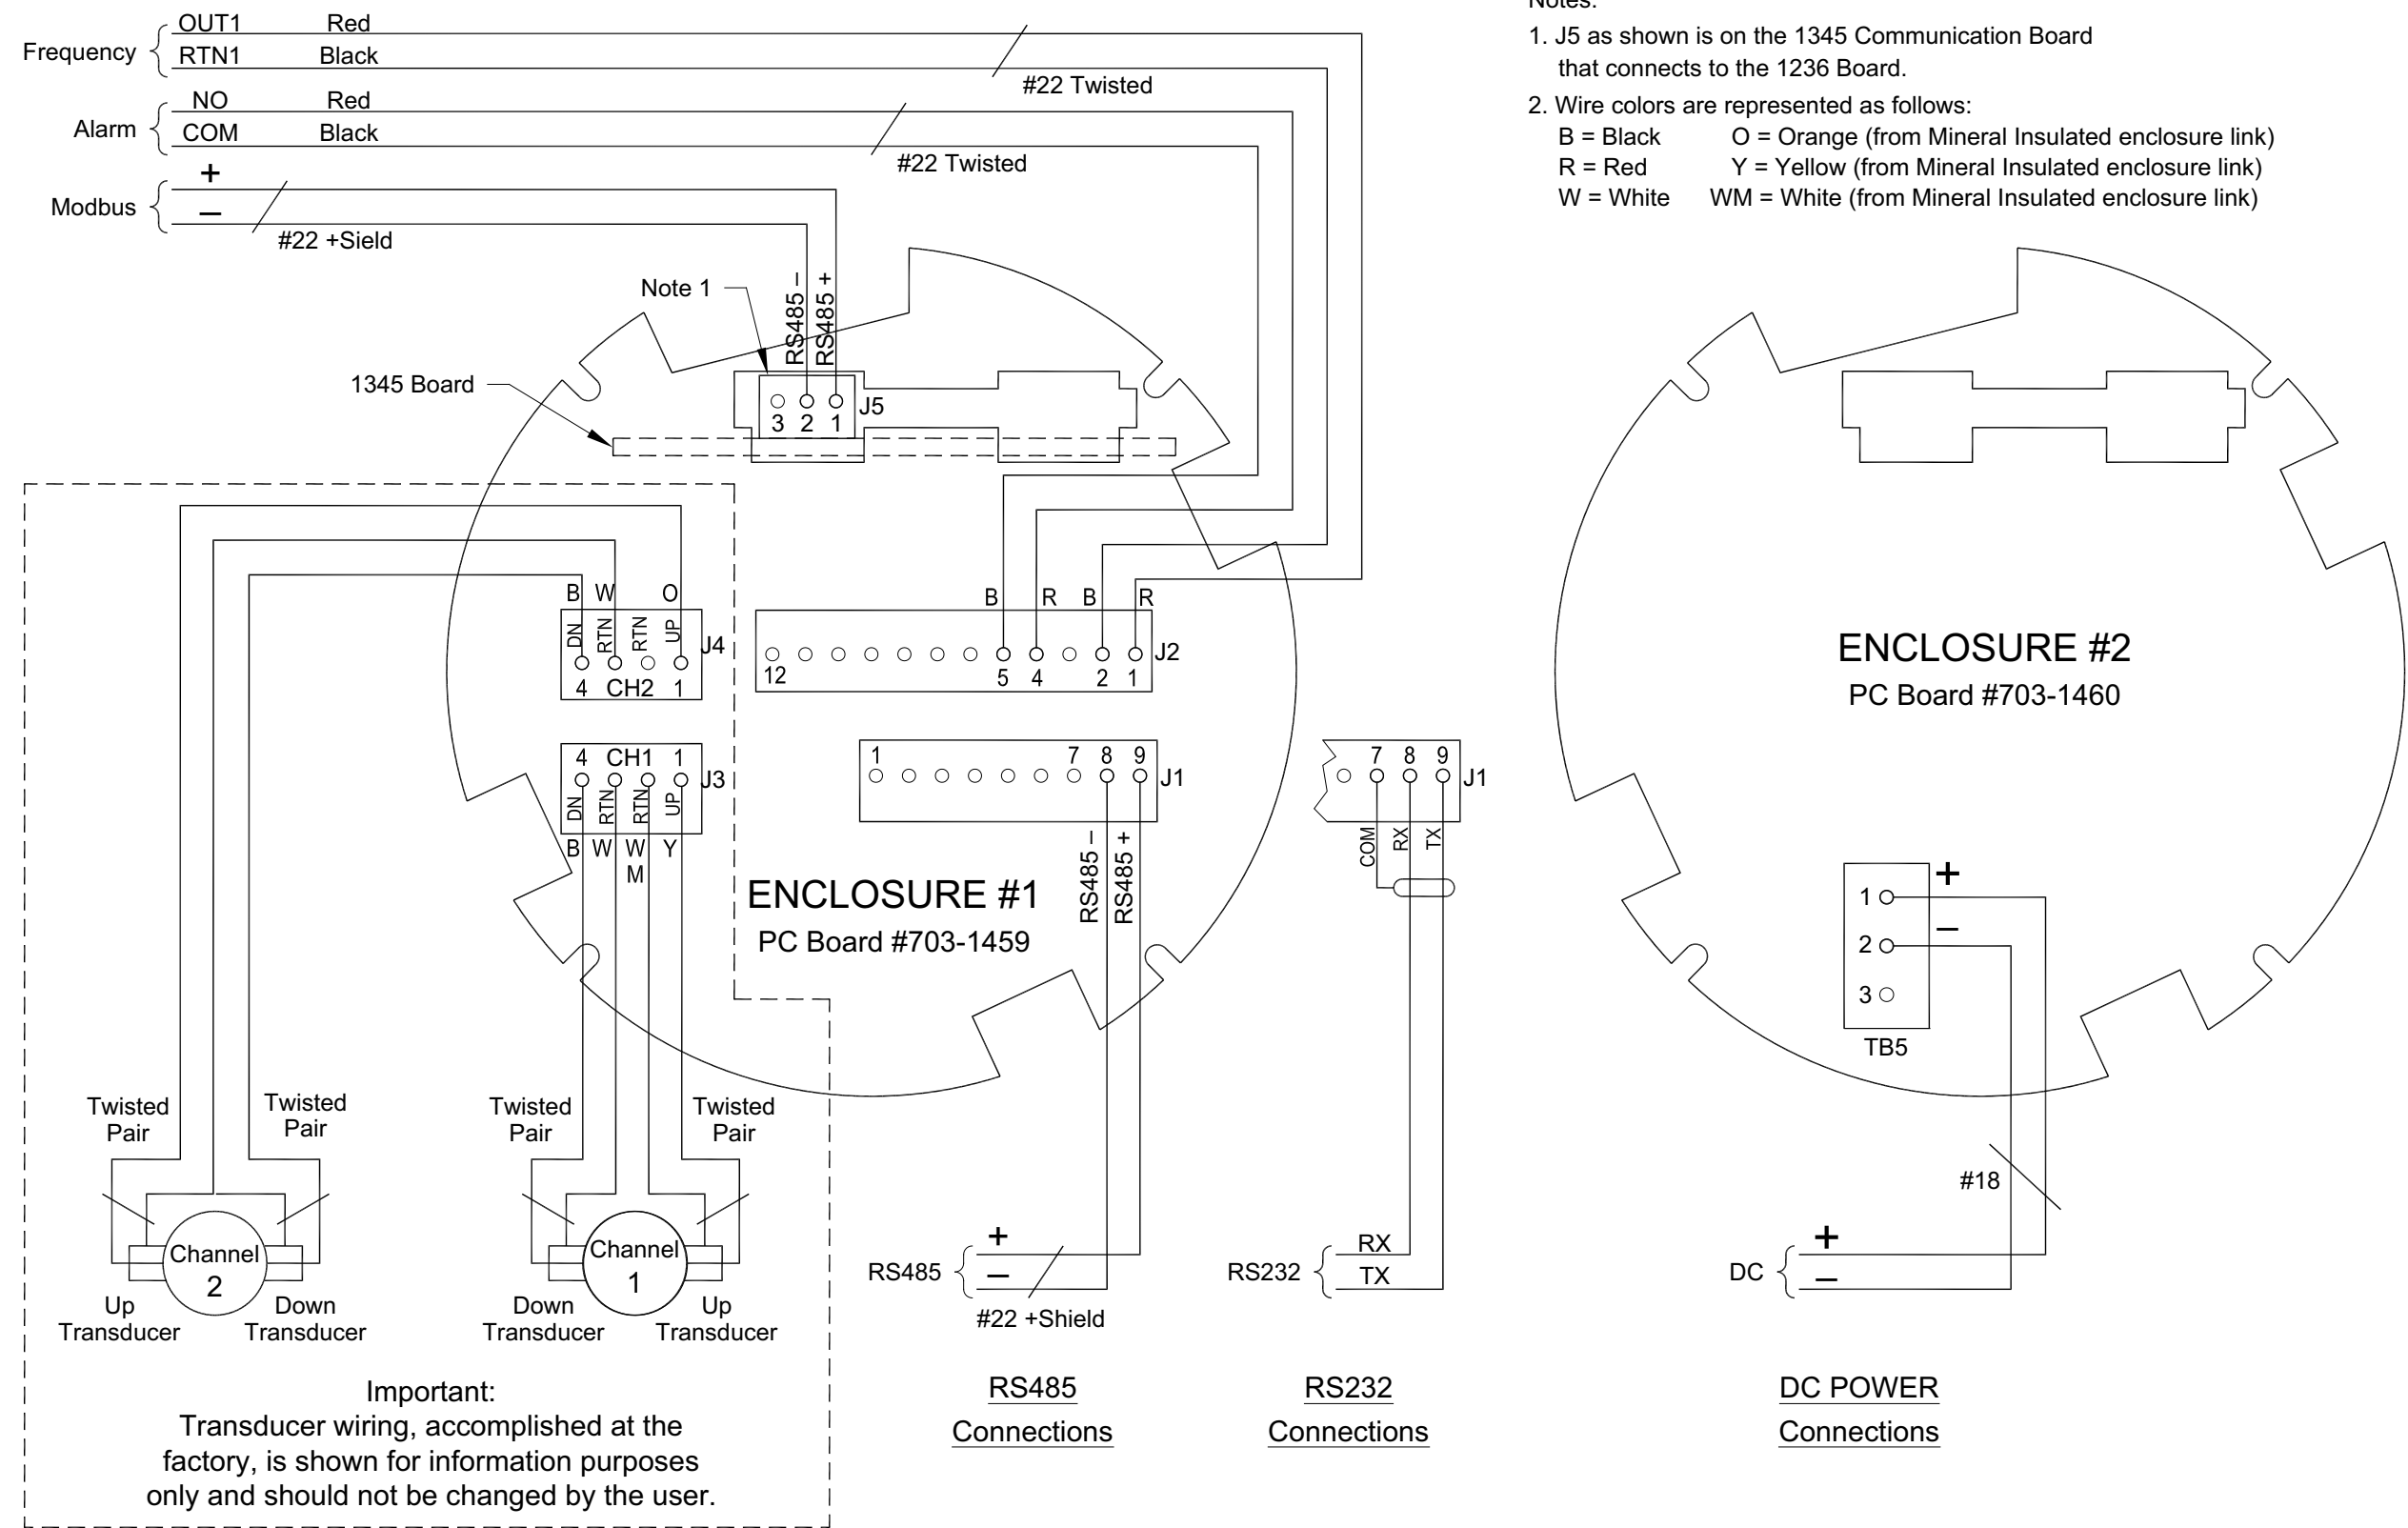 Notes:
1. J5 as shown is on the 1345 Communication Board
that connects to the 1236 Board.
2. Wire colors are represented as follows:
B = Black O = Orange (from Mineral Insulated enclosure link)
R = Red Y = Yellow (from Mineral Insulated enclosure link)
W = White WM = White (from Mineral Insulated enclosure link)
Frequency
OUT1 Red
RTN1 Black
#22 Twisted
Alarm
NO Red
COM Black
#22 Twisted
Modbus
+
–
#22 +Sield
Note 1
RS485 –
RS485 +
1345 Board
J5
3 2 1
B W O
DN RTN RTN UP
J4
4 CH2 1
B R B R
J2
12 5 4 2 1
4 CH1 1
J3
DN RTN RTN UP
B W W Y
M
1 7 8 9
J1
RS485 –
RS485 +
ENCLOSURE #1
PC Board #703-1459
7 8 9
J1
COM RX TX
ENCLOSURE #2
PC Board #703-1460
1 +
2 –
3
TB5
#18
Twisted
Pair
Twisted
Pair
Twisted
Pair
Twisted
Pair
Channel
2
Up
Transducer
Down
Transducer
Channel
1
Down
Transducer
Up
Transducer
RS485
+
–
#22 +Shield
RS232
RX
TX
DC
+
–
Important:
Transducer wiring, accomplished at the
factory, is shown for information purposes
only and should not be changed by the user.
RS485
Connections
RS232
Connections
DC POWER
Connections